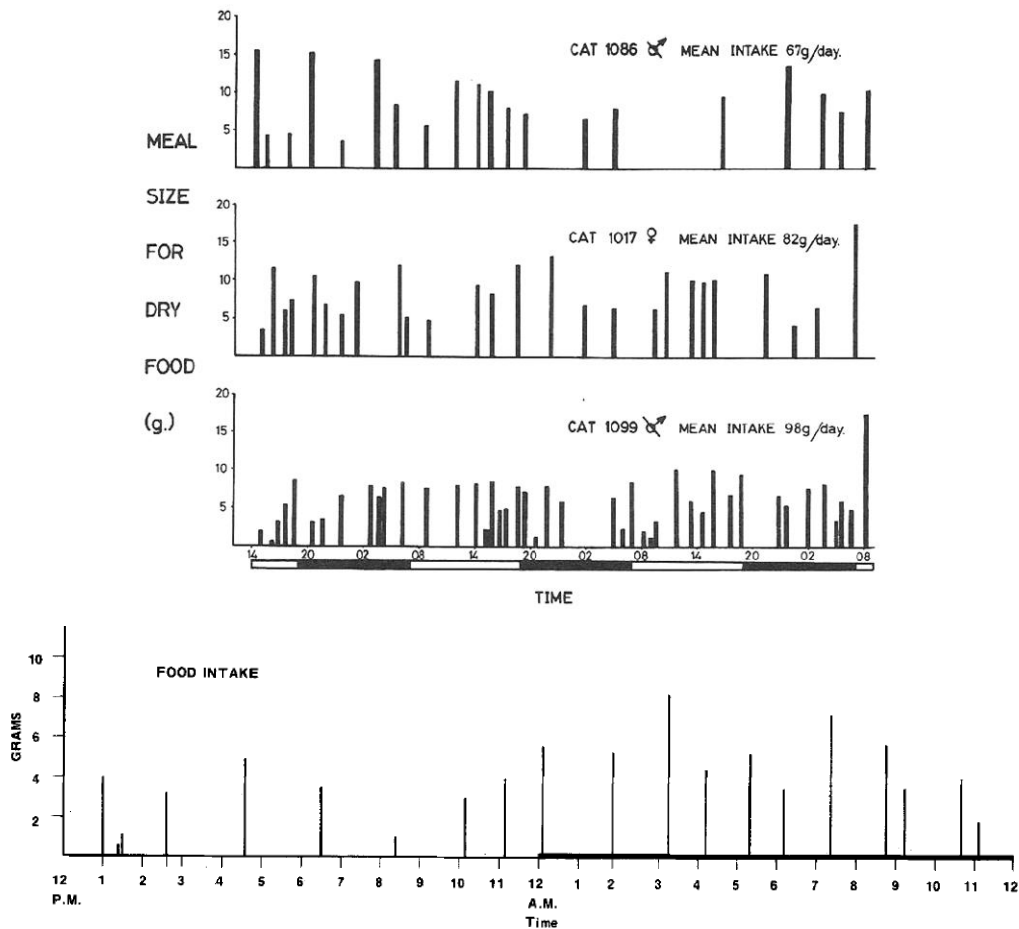 20
15
10
5
CAT 1086 ♂ MEAN INTAKE 67g/day.
MEAL
SIZE
FOR
DRY
FOOD
(g.)
20
15
10
5
CAT 1017 ♀ MEAN INTAKE 82g/day.
20
15
10
5
CAT 1099 ♂ MEAN INTAKE 98g/day.
14 20 02 08 14 20 02 08 14 20 02 08
TIME
10
8
6
4
2
GRAMS
FOOD INTAKE
12 1 2 3 4 5 6 7 8 9 10 11 12 1 2 3 4 5 6 7 8 9 10 11 12
P.M. A.M.
Time